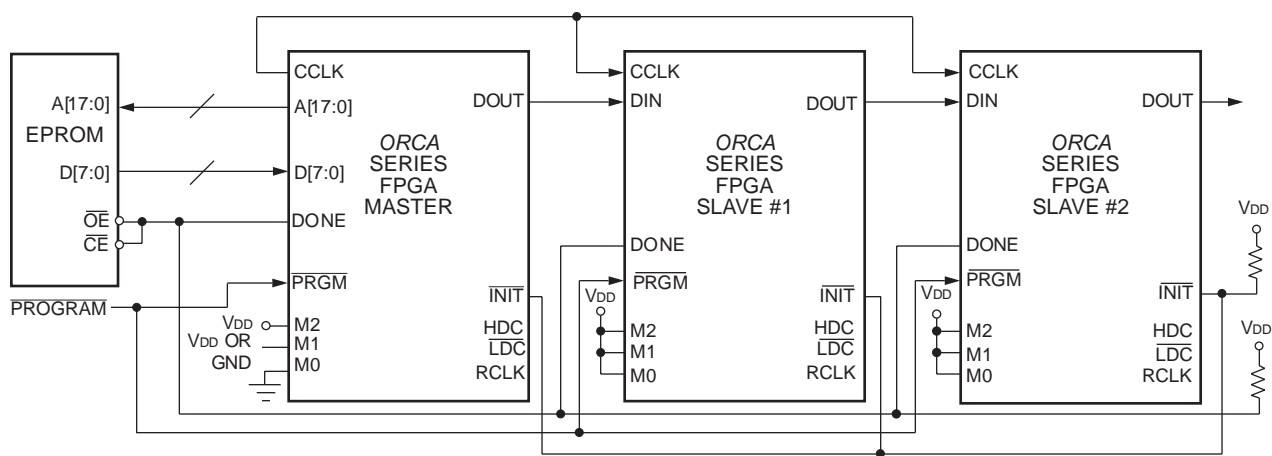 A[17:0]
EPROM
D[7:0]
OE
CE
PROGRAM
VDD
VDD OR
GND
CCLK
A[17:0]
DOUT
ORCA
SERIES
FPGA
MASTER
D[7:0]
DONE
PRGM
INIT
M2
M1
M0
HDC
LDC
RCLK
CCLK
DIN
DOUT
ORCA
SERIES
FPGA
SLAVE #1
DONE
PRGM
VDD
INIT
M2
M1
M0
HDC
LDC
RCLK
CCLK
DIN
DOUT
ORCA
SERIES
FPGA
SLAVE #2
DONE
PRGM
VDD
INIT
M2
M1
M0
HDC
LDC
RCLK
VDD
VDD